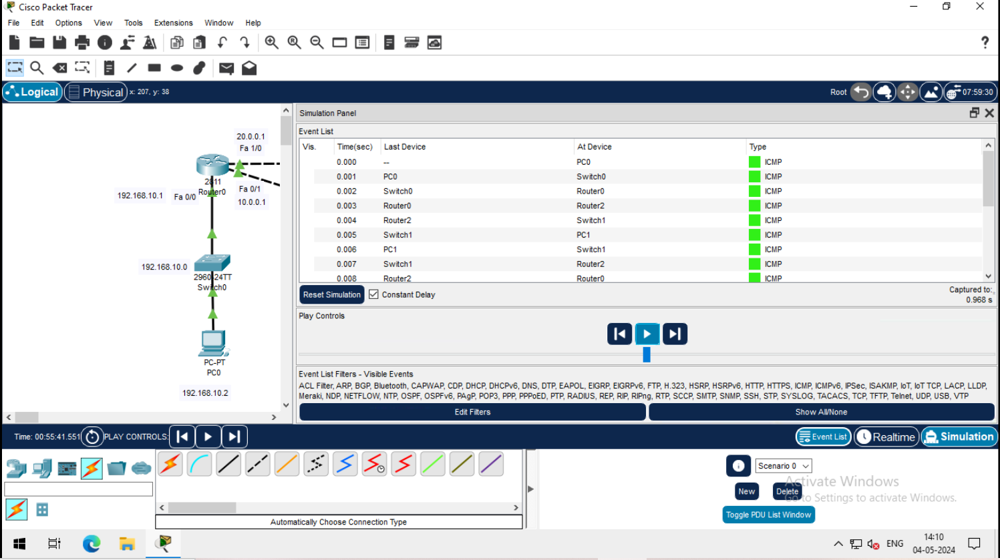 Cisco Packet Tracer
File Edit Options View Tools Extensions Window Help
?
Logical Physical x: 207, y: 38 Root 07:59:30
20.0.0.1
Fa 1/0
2811
Router0
192.168.10.1 Fa 0/0
Fa 0/1
10.0.0.1
192.168.10.0
2960-24TT
Switch0
PC-PT
PC0
192.168.10.2
Simulation Panel
Event List
Vis. Time(sec) Last Device At Device Type
0.000 -- PC0 ICMP
0.001 PC0 Switch0 ICMP
0.002 Switch0 Router0 ICMP
0.003 Router0 Router2 ICMP
0.004 Router2 Switch1 ICMP
0.005 Switch1 PC1 ICMP
0.006 PC1 Switch1 ICMP
0.007 Switch1 Router2 ICMP
0.008 Router2 Router0 ICMP
Reset Simulation Constant Delay Captured to:
0.968 s
Play Controls
Event List Filters - Visible Events
ACL Filter, ARP, BGP, Bluetooth, CAPWAP, CDP, DHCP, DHCPv6, DNS, DTP, EAPOL, EIGRP, EIGRPv6, FTP, H.323, HSRP, HSRPv6, HTTP, HTTPS, ICMP, ICMPv6, IPSec, ISAKMP, IoT, IoT TCP, LACP, LLDP,
Meraki, NDP, NETFLOW, NTP, OSPF, OSPFv6, PAgP, POP3, PPP, PPPoED, PTP, RADIUS, REP, RIP, RIPng, RTP, SCCP, SMTP, SNMP, SSH, STP, SYSLOG, TACACS, TCP, TFTP, Telnet, UDP, USB, VTP
Edit Filters Show All/None
Time: 00:55:41.551 PLAY CONTROLS: Event List Realtime Simulation
Scenario 0
New Delete
Toggle PDU List Window
Activate Windows
Go to Settings to activate Windows.
Automatically Choose Connection Type
ENG 14:10
04-05-2024